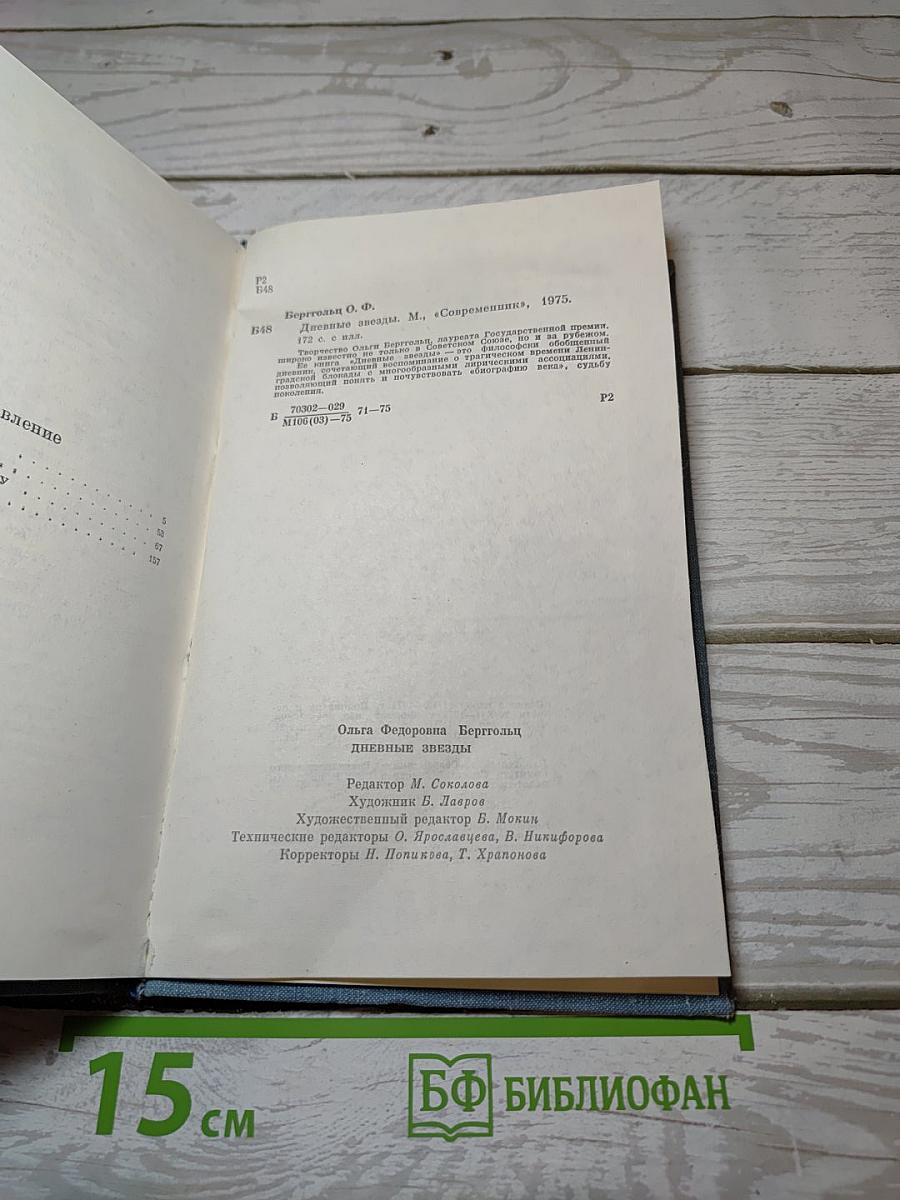 вление
у
5
53
67
157
Р2
Б48
Берггольц О. Ф.
Б48 Дневные звезды. М., «Современник», 1975.
172 с. с илл.
Творчество Ольги Берггольц, лауреата Государственной премии,
широко известно не только в Советском Союзе, но и за рубежом.
Ее книга «Дневные звезды» — это философски обобщенный
дневник, сочетающий воспоминание о трагическом времени Ленин-
градской блокады с многообразными лирическими ассоциациями,
позволяющий понять и почувствовать «биографию века», судьбу
поколения.
Б 70302—029
М106(03)—75 71—75 Р2
Ольга Федоровна Берггольц
ДНЕВНЫЕ ЗВЕЗДЫ
Редактор М. Соколова
Художник Б. Лавров
Художественный редактор Б. Мокин
Технические редакторы О. Ярославцева, В. Никифорова
Корректоры Н. Попикова, Т. Храпонова
15 см
БФ БИБЛИОФАН